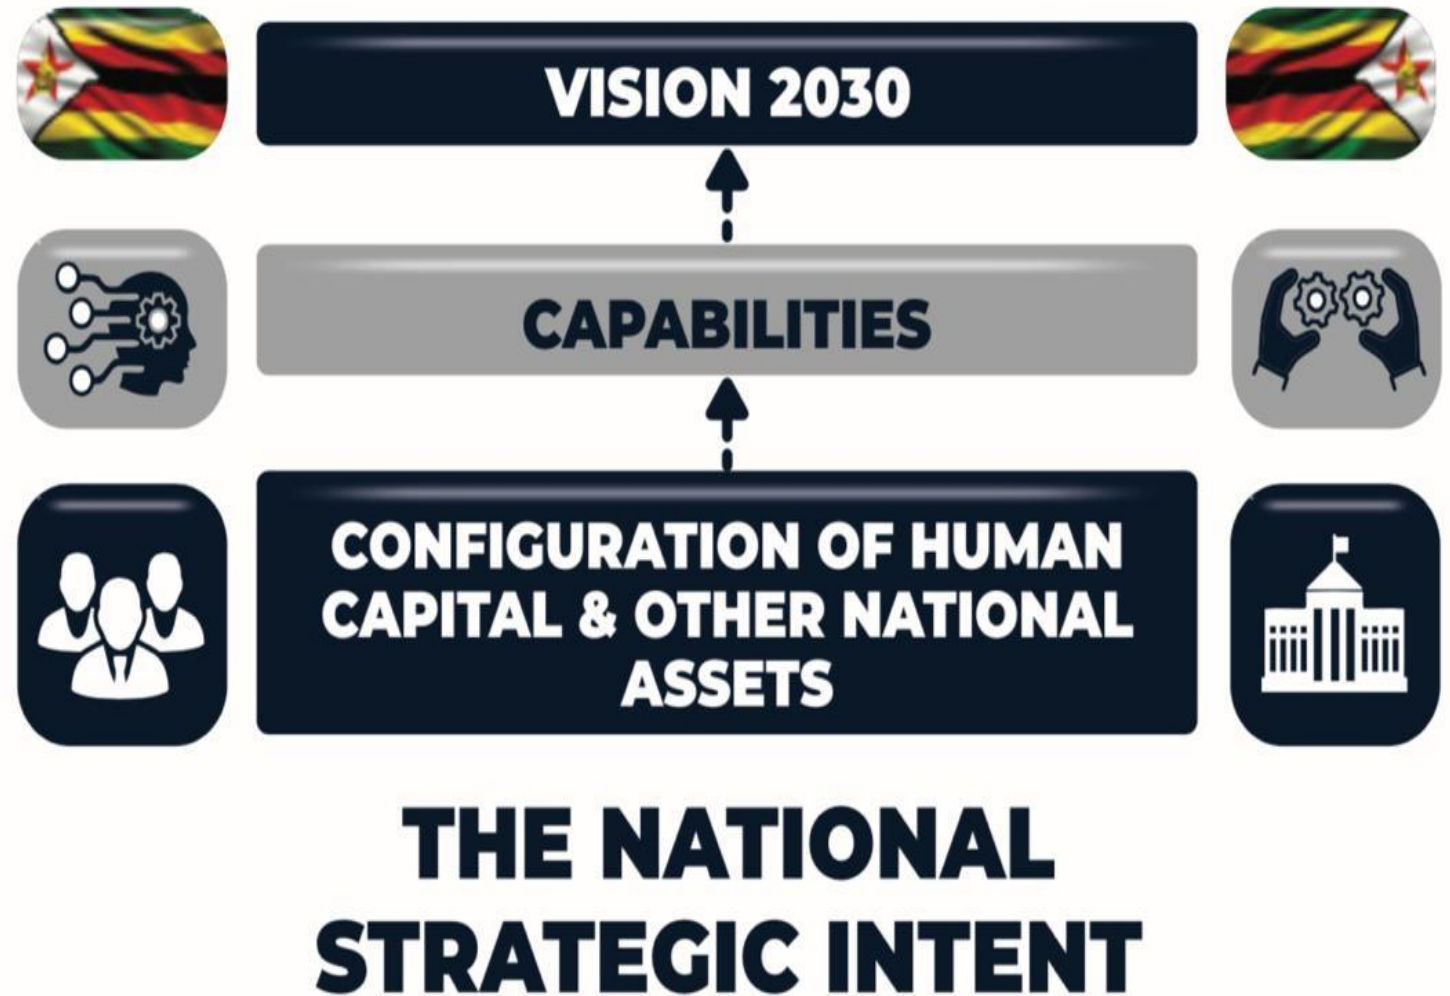 VISION 2030
CAPABILITIES
CONFIGURATION OF HUMAN
CAPITAL & OTHER NATIONAL
ASSETS
THE NATIONAL
STRATEGIC INTENT